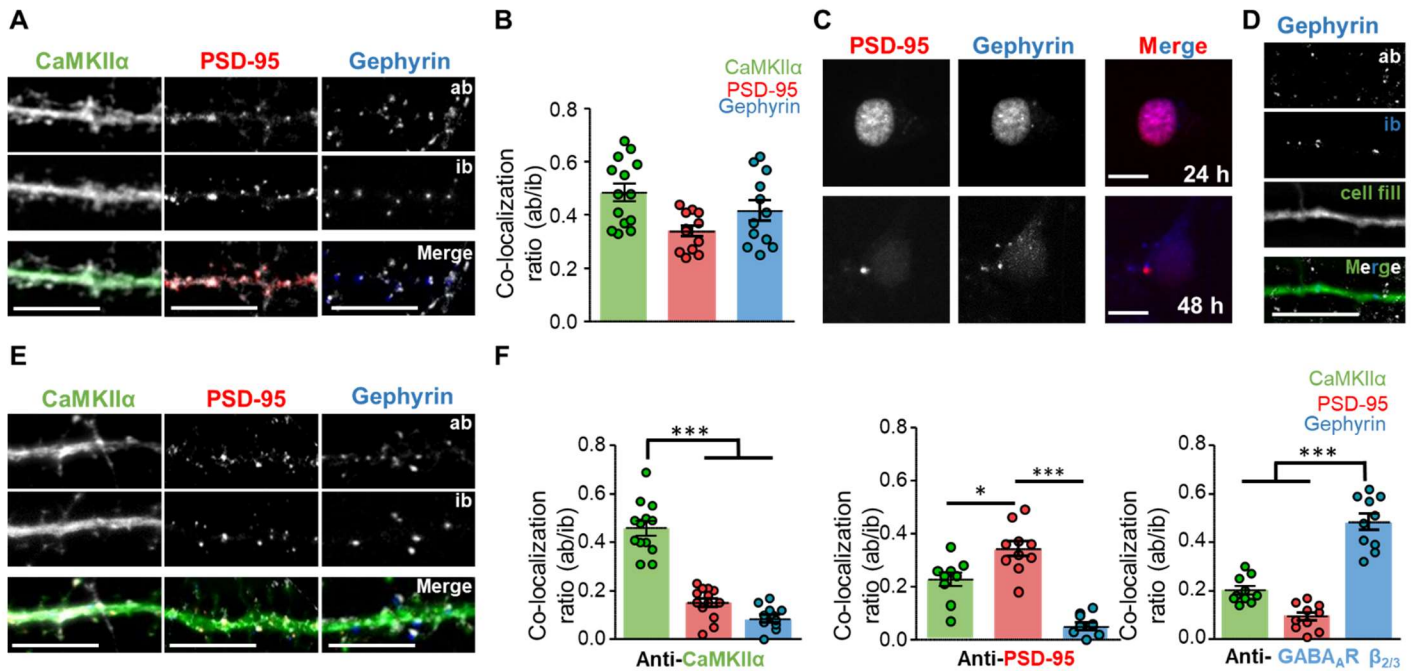 A
CaMKIIα PSD-95 Gephyrin
ab
ib
Merge
B
CaMKIIα
PSD-95
Gephyrin
Co-localization
ratio (ab/ib)
0.8
0.6
0.4
0.2
0.0
C
PSD-95 Gephyrin Merge
24 h
48 h
D
Gephyrin
ab
ib
cell fill
Merge
E
CaMKIIα PSD-95 Gephyrin
ab
ib
Merge
F
CaMKIIα
PSD-95
Gephyrin
Co-localization
ratio (ab/ib)
0.8
0.6
0.4
0.2
0.0
***
Anti-CaMKIIα
Co-localization
ratio (ab/ib)
0.8
0.6
0.4
0.2
0.0
*
***
Anti-PSD-95
Co-localization
ratio (ab/ib)
0.8
0.6
0.4
0.2
0.0
***
Anti- GABA_AR β_2/3